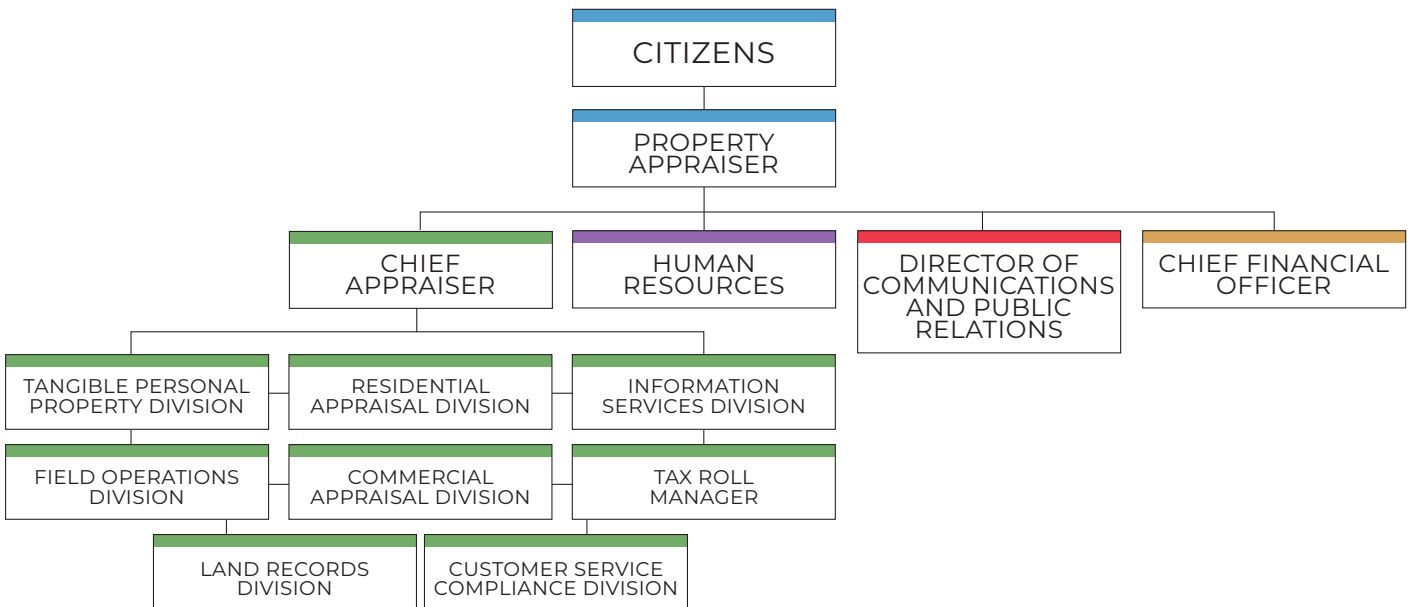 CITIZENS
PROPERTY
APPRAISER
CHIEF
APPRAISER
HUMAN
RESOURCES
DIRECTOR OF
COMMUNICATIONS
AND PUBLIC
RELATIONS
CHIEF FINANCIAL
OFFICER
TANGIBLE PERSONAL
PROPERTY DIVISION
RESIDENTIAL
APPRAISAL DIVISION
INFORMATION
SERVICES DIVISION
FIELD OPERATIONS
DIVISION
COMMERCIAL
APPRAISAL DIVISION
TAX ROLL
MANAGER
LAND RECORDS
DIVISION
CUSTOMER SERVICE
COMPLIANCE DIVISION